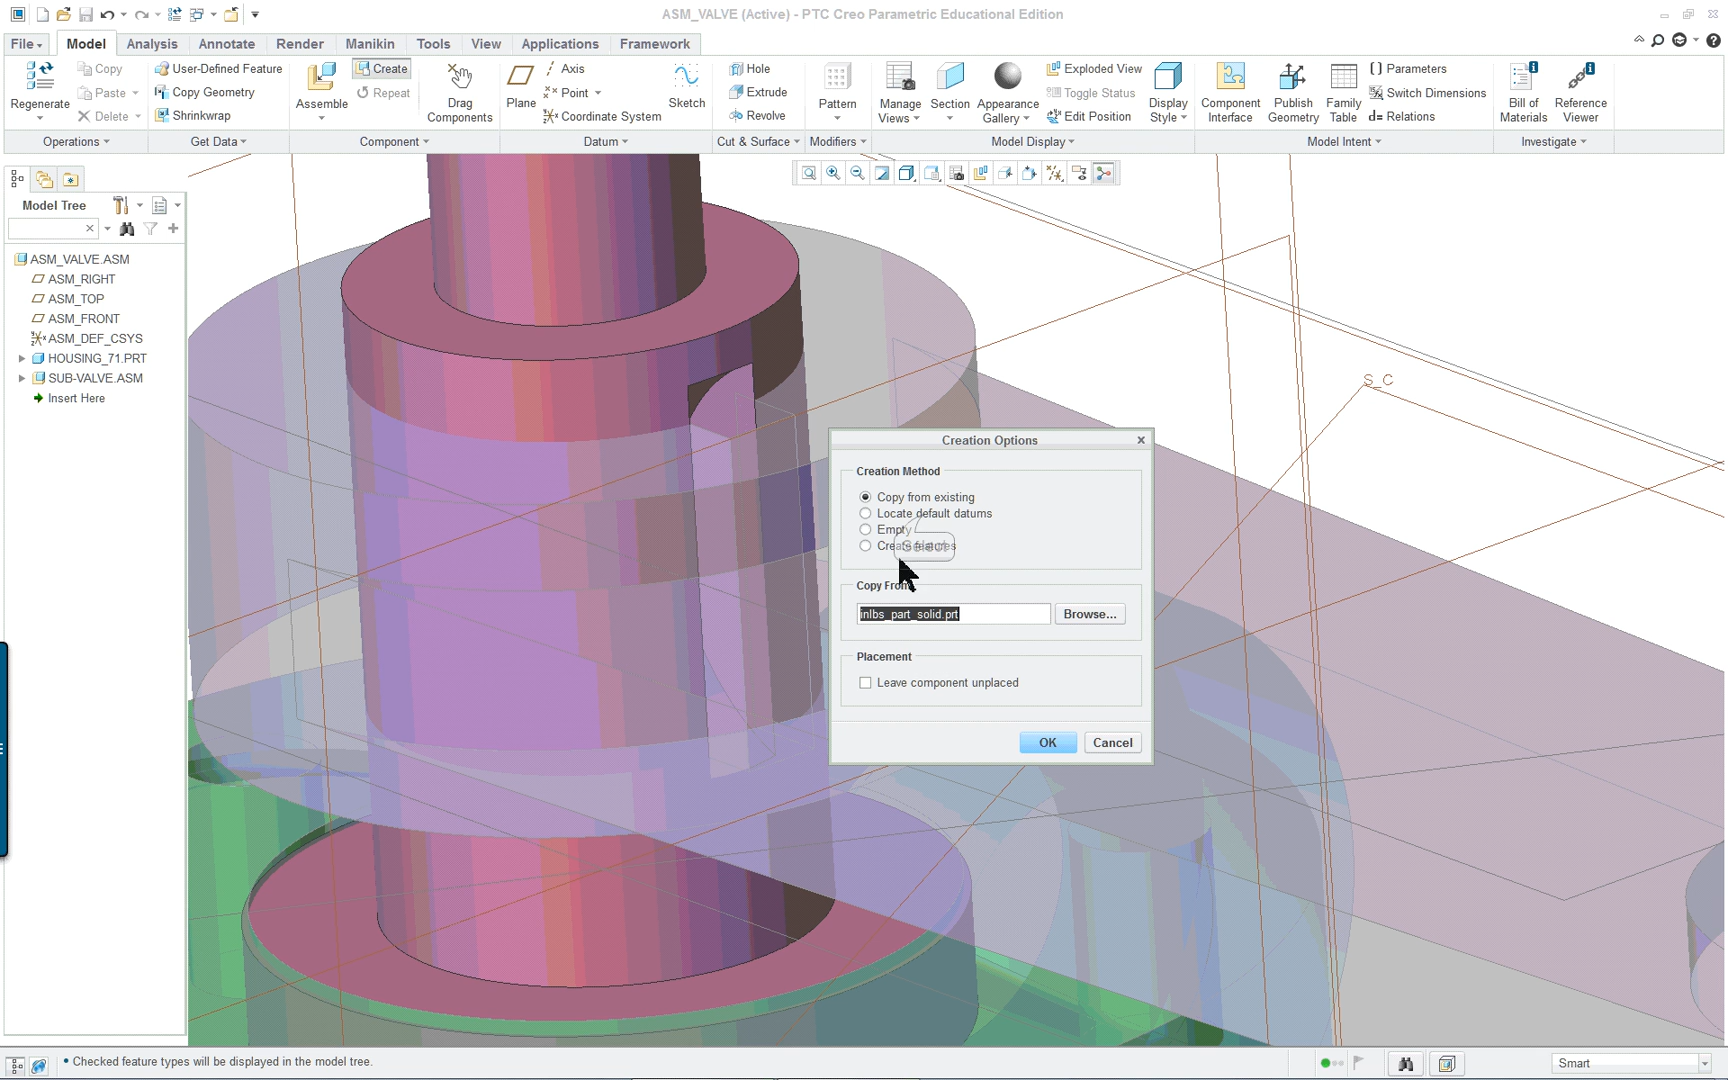 ASM_VALVE (Active) - PTC Creo Parametric Educational Edition
File Model Analysis Annotate Render Manikin Tools View Applications Framework
Regenerate
Copy
Paste
Delete
Operations
User-Defined Feature
Copy Geometry
Shrinkwrap
Get Data
Assemble
Create
Repeat
Drag
Components
Component
Plane
Axis
Point
Coordinate System
Sketch
Datum
Hole
Extrude
Revolve
Cut & Surface
Pattern
Modifiers
Manage
Views
Section
Appearance
Gallery
Exploded View
Toggle Status
Edit Position
Display
Style
Model Display
Component
Interface
Publish
Geometry
Family
Table
Parameters
Switch Dimensions
d= Relations
Model Intent
Bill of
Materials
Reference
Viewer
Investigate
Model Tree
ASM_VALVE.ASM
ASM_RIGHT
ASM_TOP
ASM_FRONT
ASM_DEF_CSYS
HOUSING_71.PRT
SUB-VALVE.ASM
Insert Here
S_C
Creation Options
Creation Method
Copy from existing
Locate default datums
Empty
Create features
Copy From
inlbs_part_solid.prt
Browse...
Placement
Leave component unplaced
OK
Cancel
• Checked feature types will be displayed in the model tree.
Smart